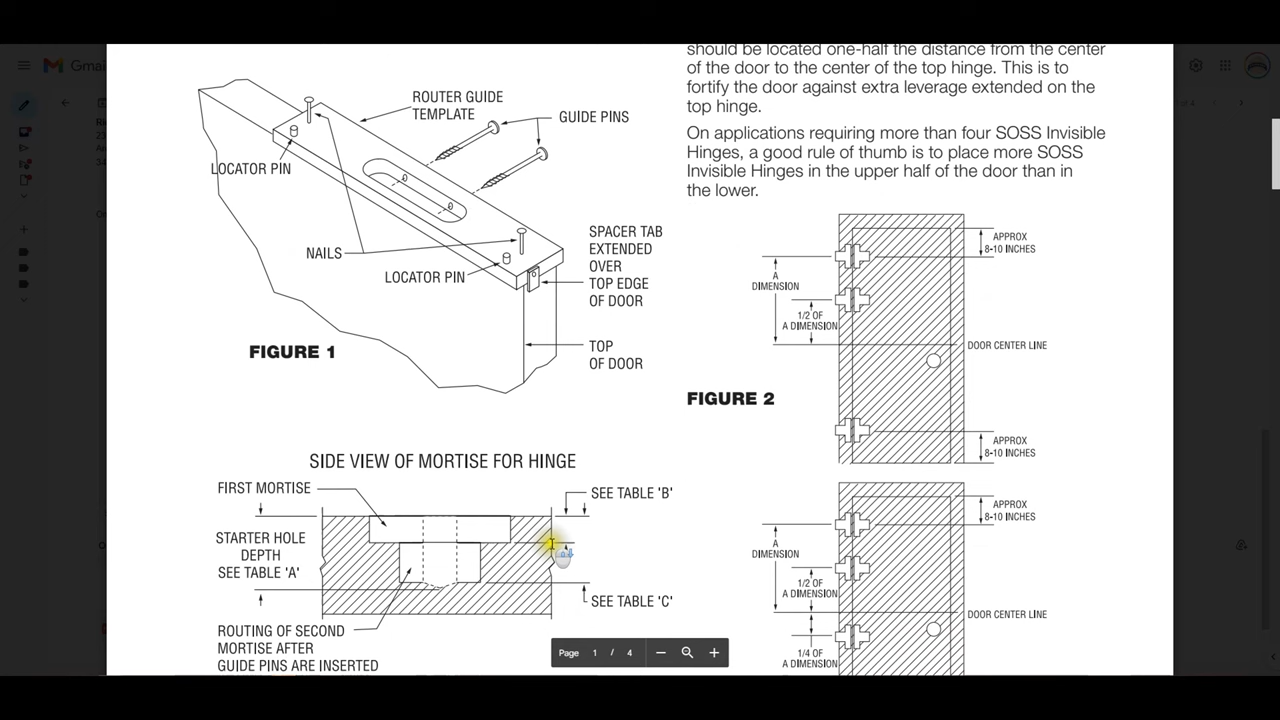 Gmai
ROUTER GUIDE
TEMPLATE
GUIDE PINS
LOCATOR PIN
NAILS
LOCATOR PIN
SPACER TAB
EXTENDED
OVER
TOP EDGE
OF DOOR
TOP
OF DOOR
FIGURE 1
SIDE VIEW OF MORTISE FOR HINGE
FIRST MORTISE
SEE TABLE 'B'
STARTER HOLE
DEPTH
SEE TABLE 'A'
SEE TABLE 'C'
ROUTING OF SECOND
MORTISE AFTER
GUIDE PINS ARE INSERTED
should be located one-half the distance from the center
of the door to the center of the top hinge. This is to
fortify the door against extra leverage extended on the
top hinge.
On applications requiring more than four SOSS Invisible
Hinges, a good rule of thumb is to place more SOSS
Invisible Hinges in the upper half of the door than in
the lower.
APPROX
8-10 INCHES
A
DIMENSION
1/2 OF
A DIMENSION
DOOR CENTER LINE
FIGURE 2
APPROX
8-10 INCHES
APPROX
8-10 INCHES
A
DIMENSION
1/2 OF
A DIMENSION
DOOR CENTER LINE
1/4 OF
A DIMENSION
Page 1 / 4